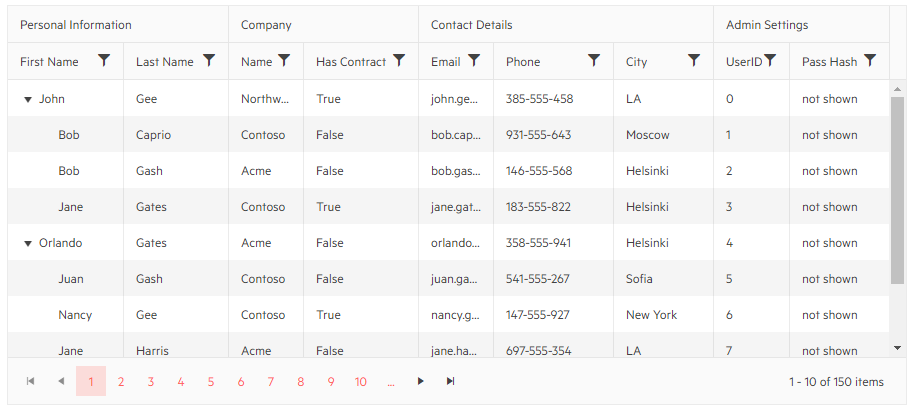 Personal Information Company Contact Details Admin Settings
First Name Last Name Name Has Contract Email Phone City UserID Pass Hash
John Gee Northw... True john.ge... 385-555-458 LA 0 not shown
Bob Caprio Contoso False bob.cap... 931-555-643 Moscow 1 not shown
Bob Gash Acme False bob.gas... 146-555-568 Helsinki 2 not shown
Jane Gates Contoso True jane.gat... 183-555-822 Helsinki 3 not shown
Orlando Gates Acme False orlando... 358-555-941 Helsinki 4 not shown
Juan Gash Contoso False juan.ga... 541-555-267 Sofia 5 not shown
Nancy Gee Contoso True nancy.g... 147-555-927 New York 6 not shown
Jane Harris Acme False jane.ha... 697-555-354 LA 7 not shown
1 2 3 4 5 6 7 8 9 10 ... 1 - 10 of 150 items